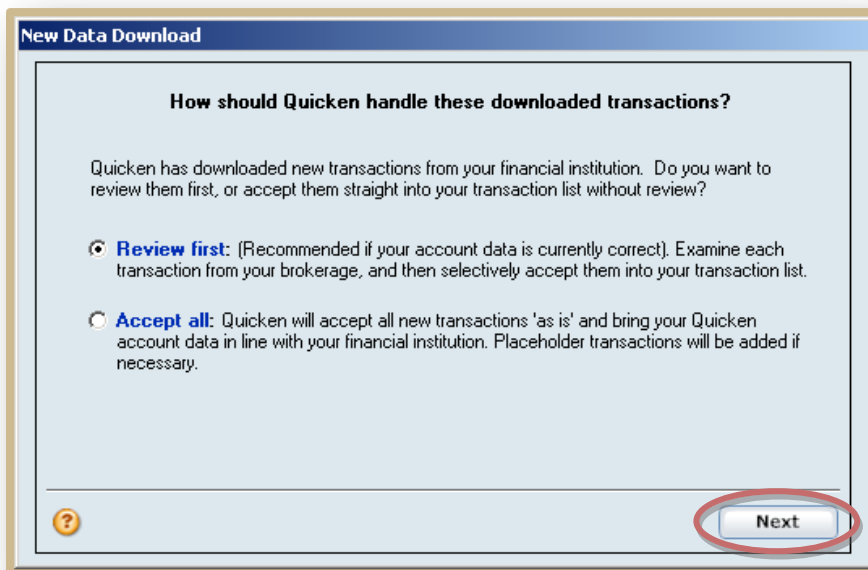 New Data Download
How should Quicken handle these downloaded transactions?
Quicken has downloaded new transactions from your financial institution. Do you want to
review them first, or accept them straight into your transaction list without review?
Review first: (Recommended if your account data is currently correct). Examine each
transaction from your brokerage, and then selectively accept them into your transaction list.
Accept all: Quicken will accept all new transactions 'as is' and bring your Quicken
account data in line with your financial institution. Placeholder transactions will be added if
necessary.
?
Next